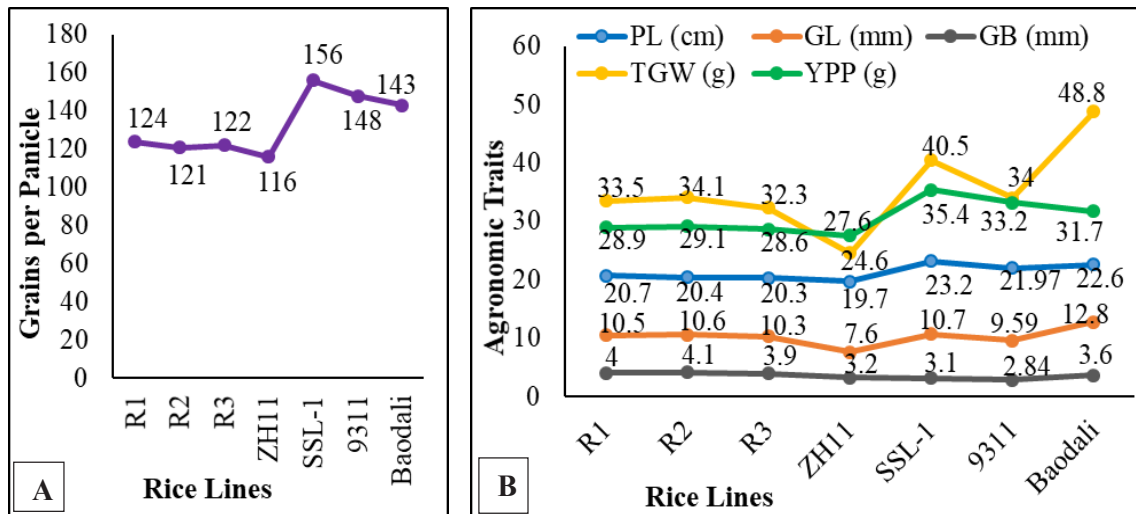 180
160
140
120
100
80
60
40
20
0
Grains per Panicle
124
121
122
116
156
148
143
R1
R2
R3
ZH11
SSL-1
9311
Baodali
Rice Lines
A
PL (cm) GL (mm) GB (mm)
TGW (g) YPP (g)
60
50
40
30
20
10
0
Agronomic Traits
33.5 34.1 32.3 24.6 40.5 34 48.8
28.9 29.1 28.6 27.6 35.4 33.2 31.7
20.7 20.4 20.3 19.7 23.2 21.97 22.6
10.5 10.6 10.3 7.6 10.7 9.59 12.8
4 4.1 3.9 3.2 3.1 2.84 3.6
R1
R2
R3
ZH11
SSL-1
9311
Baodali
Rice Lines
B